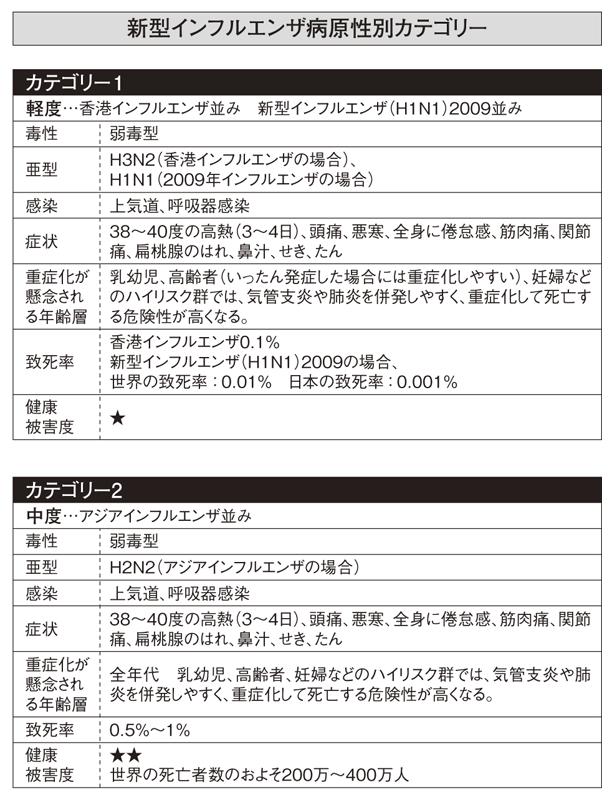 新型インフルエンザ病原性別カテゴリー
カテゴリー1
軽度…香港インフルエンザ並み　新型インフルエンザ（H1N1）2009並み
毒性　弱毒型
亜型　H3N2（香港インフルエンザの場合）、
H1N1（2009年インフルエンザの場合）
感染　上気道、呼吸器感染
症状　38〜40度の高熱（3〜4日）、頭痛、悪寒、全身に倦怠感、筋肉痛、関節
痛、扁桃腺のはれ、鼻汁、せき、たん
重症化が
懸念され
る年齢層
乳幼児、高齢者（いったん発症した場合には重症化しやすい）、妊婦など
のハイリスク群では、気管支炎や肺炎を併発しやすく、重症化して死亡す
る危険性が高くなる。
致死率
香港インフルエンザ0.1%
新型インフルエンザ（H1N1）2009の場合、
世界の致死率：0.01%　日本の致死率：0.001%
健康
被害度
★
カテゴリー2
中度…アジアインフルエンザ並み
毒性　弱毒型
亜型　H2N2（アジアインフルエンザの場合）
感染　上気道、呼吸器感染
症状　38〜40度の高熱（3〜4日）、頭痛、悪寒、全身に倦怠感、筋肉痛、関節
痛、扁桃腺のはれ、鼻汁、せき、たん
重症化が
懸念され
る年齢層
全年代　乳幼児、高齢者、妊婦などのハイリスク群では、気管支炎や肺
炎を併発しやすく、重症化して死亡する危険性が高くなる。
致死率　0.5%〜1%
健康
被害度
★★
世界の死亡者数のおよそ200万〜400万人